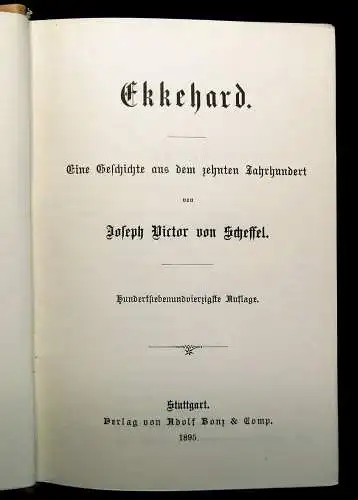 Ekkehard.
Eine Geschichte aus dem zehnten Jahrhundert
von
Joseph Victor von Scheffel.
Hundertsiebenundvierzigste Auflage.
Stuttgart.
Verlag von Adolf Bonz & Comp.
1895